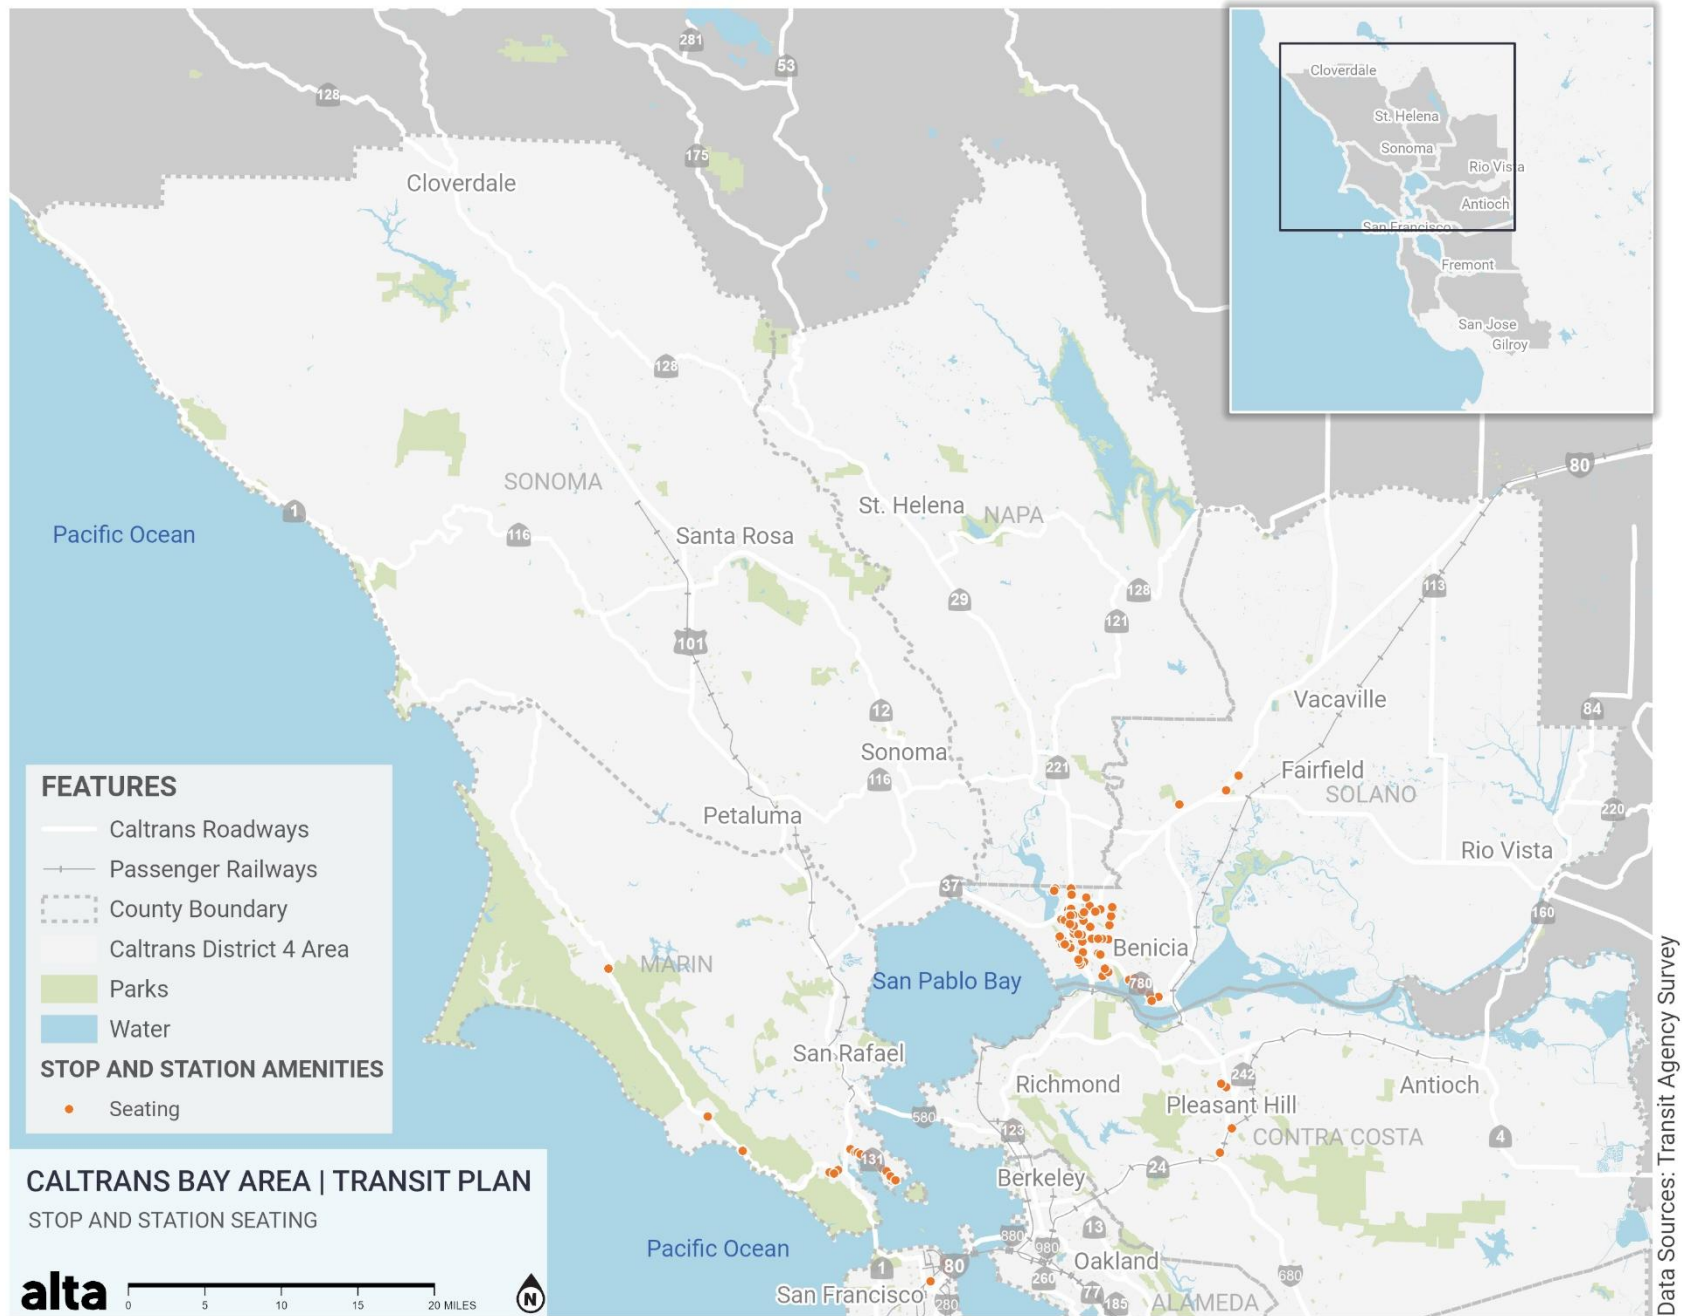 281
53
128
175
Cloverdale
Cloverdale
St. Helena
Sonoma
Rio Vista
Antioch
San Francisco
Fremont
San Jose
Gilroy
128
80
SONOMA
St. Helena
NAPA
1
Pacific Ocean
116
Santa Rosa
29
128
121
113
101
Vacaville
84
12
Sonoma
116
221
Fairfield
SOLANO
Petaluma
220
Rio Vista
37
160
Benicia
MARIN
San Pablo Bay
780
San Rafael
Richmond
242
Antioch
Pleasant Hill
580
123
CONTRA COSTA
4
131
24
Berkeley
13
Pacific Ocean
880
980
Oakland
1
80
260
680
77
San Francisco
280
185
ALAMEDA
FEATURES
Caltrans Roadways
Passenger Railways
County Boundary
Caltrans District 4 Area
Parks
Water
STOP AND STATION AMENITIES
Seating
CALTRANS BAY AREA | TRANSIT PLAN
STOP AND STATION SEATING
alta
0 5 10 15 20 MILES
N
Data Sources: Transit Agency Survey